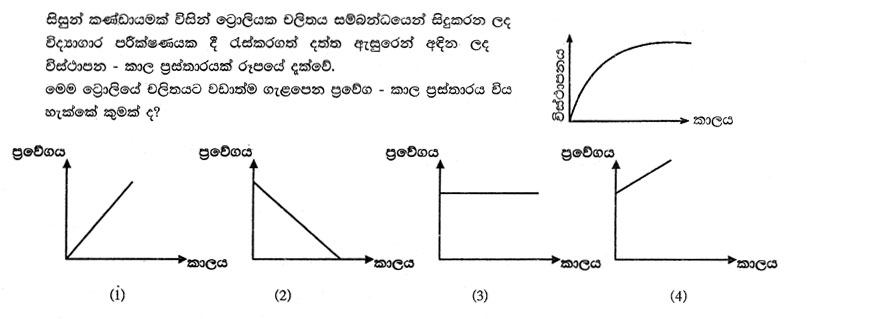 සිසුන් කණ්ඩායමක් විසින් ට්‍රොලියක චලිතය සම්බන්ධයෙන් සිදුකරන ලද
විද්‍යාගාර පරීක්ෂණයක දී රැස්කරගත් දත්ත ඇසුරෙන් අඳින ලද
විස්ථාපන - කාල ප්‍රස්තාරයක් රූපයේ දැක්වේ.
මෙම ට්‍රොලියේ චලිතයට වඩාත්ම ගැළපෙන ප්‍රවේග - කාල ප්‍රස්තාරය විය
හැක්කේ කුමක් ද?
විස්ථාපනය
කාලය
ප්‍රවේගය ප්‍රවේගය ප්‍රවේගය ප්‍රවේගය
කාලය කාලය කාලය කාලය
(1) (2) (3) (4)